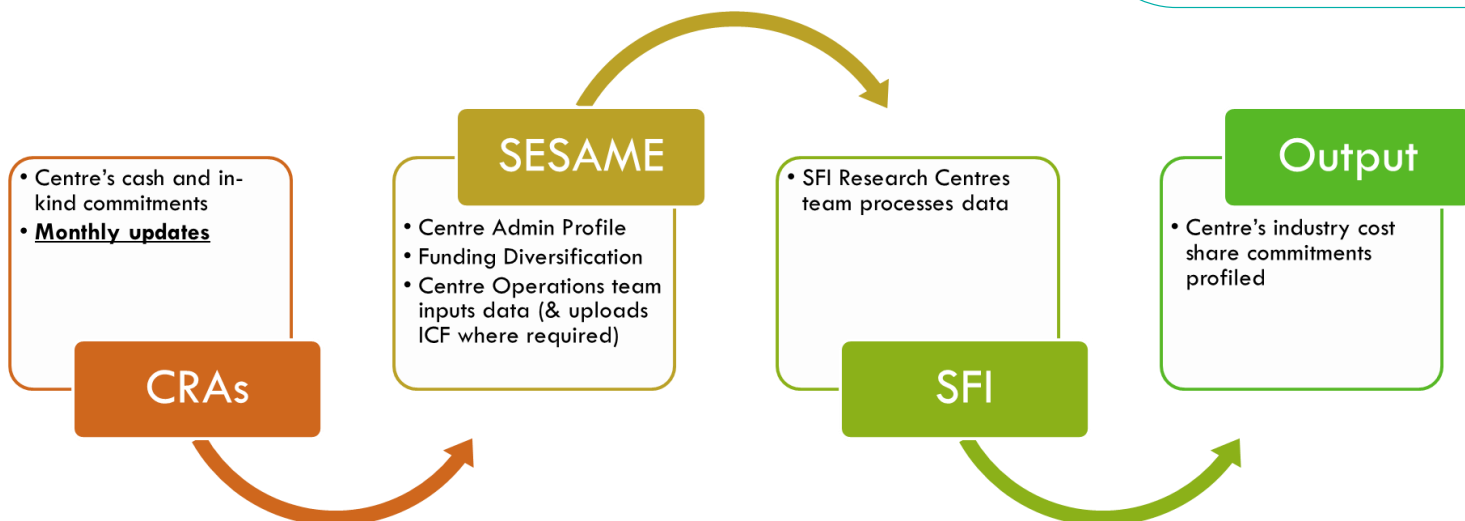 • Centre's cash and in-
kind commitments
• Monthly updates
CRAs
SESAME
• Centre Admin Profile
• Funding Diversification
• Centre Operations team
inputs data (& uploads
ICF where required)
• SFI Research Centres
team processes data
SFI
Output
• Centre's industry cost
share commitments
profiled